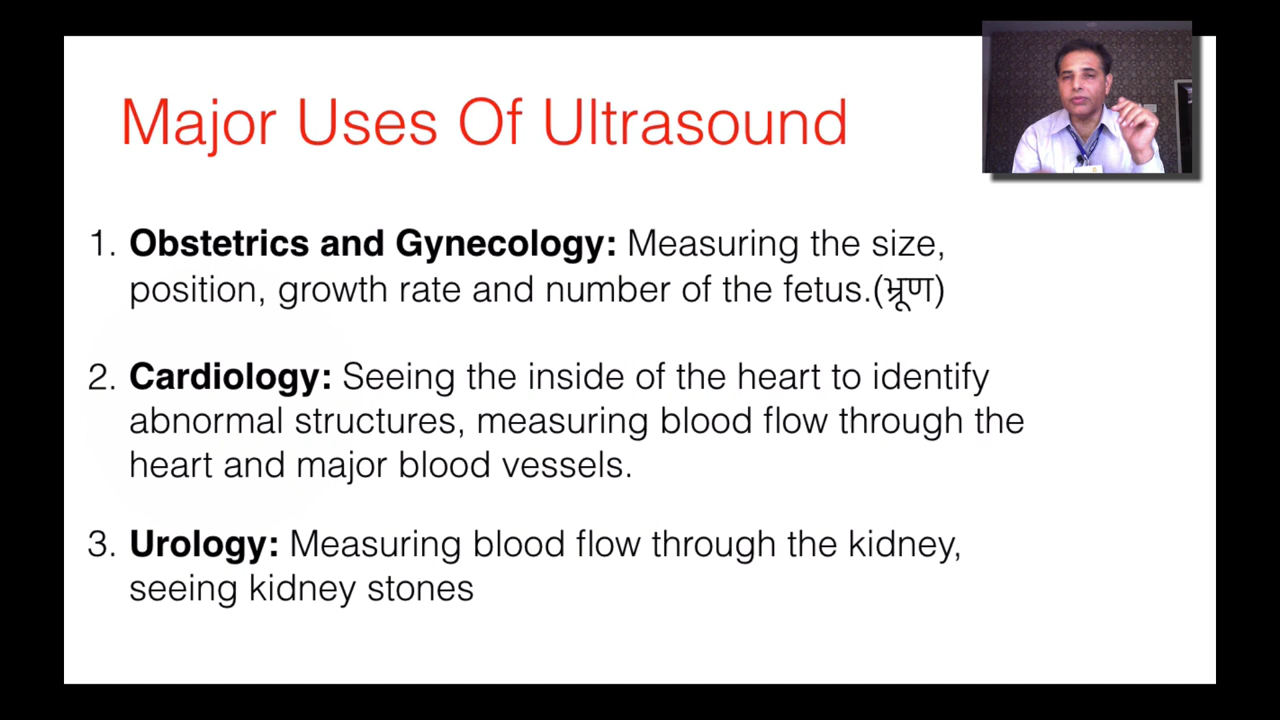 Major Uses Of Ultrasound
1. Obstetrics and Gynecology: Measuring the size,
position, growth rate and number of the fetus.(भ्रूण)
2. Cardiology: Seeing the inside of the heart to identify
abnormal structures, measuring blood flow through the
heart and major blood vessels.
3. Urology: Measuring blood flow through the kidney,
seeing kidney stones